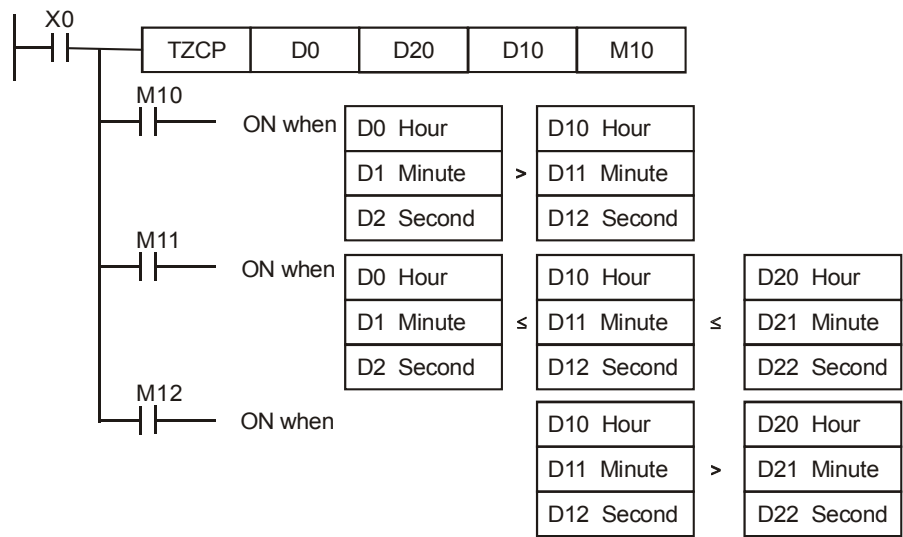 X0
TZCP D0 D20 D10 M10
M10
ON when D0 Hour D10 Hour
D1 Minute > D11 Minute
D2 Second D12 Second
M11
ON when D0 Hour D10 Hour D20 Hour
D1 Minute ≤ D11 Minute ≤ D21 Minute
D2 Second D12 Second D22 Second
M12
ON when D10 Hour D20 Hour
D11 Minute > D21 Minute
D12 Second D22 Second